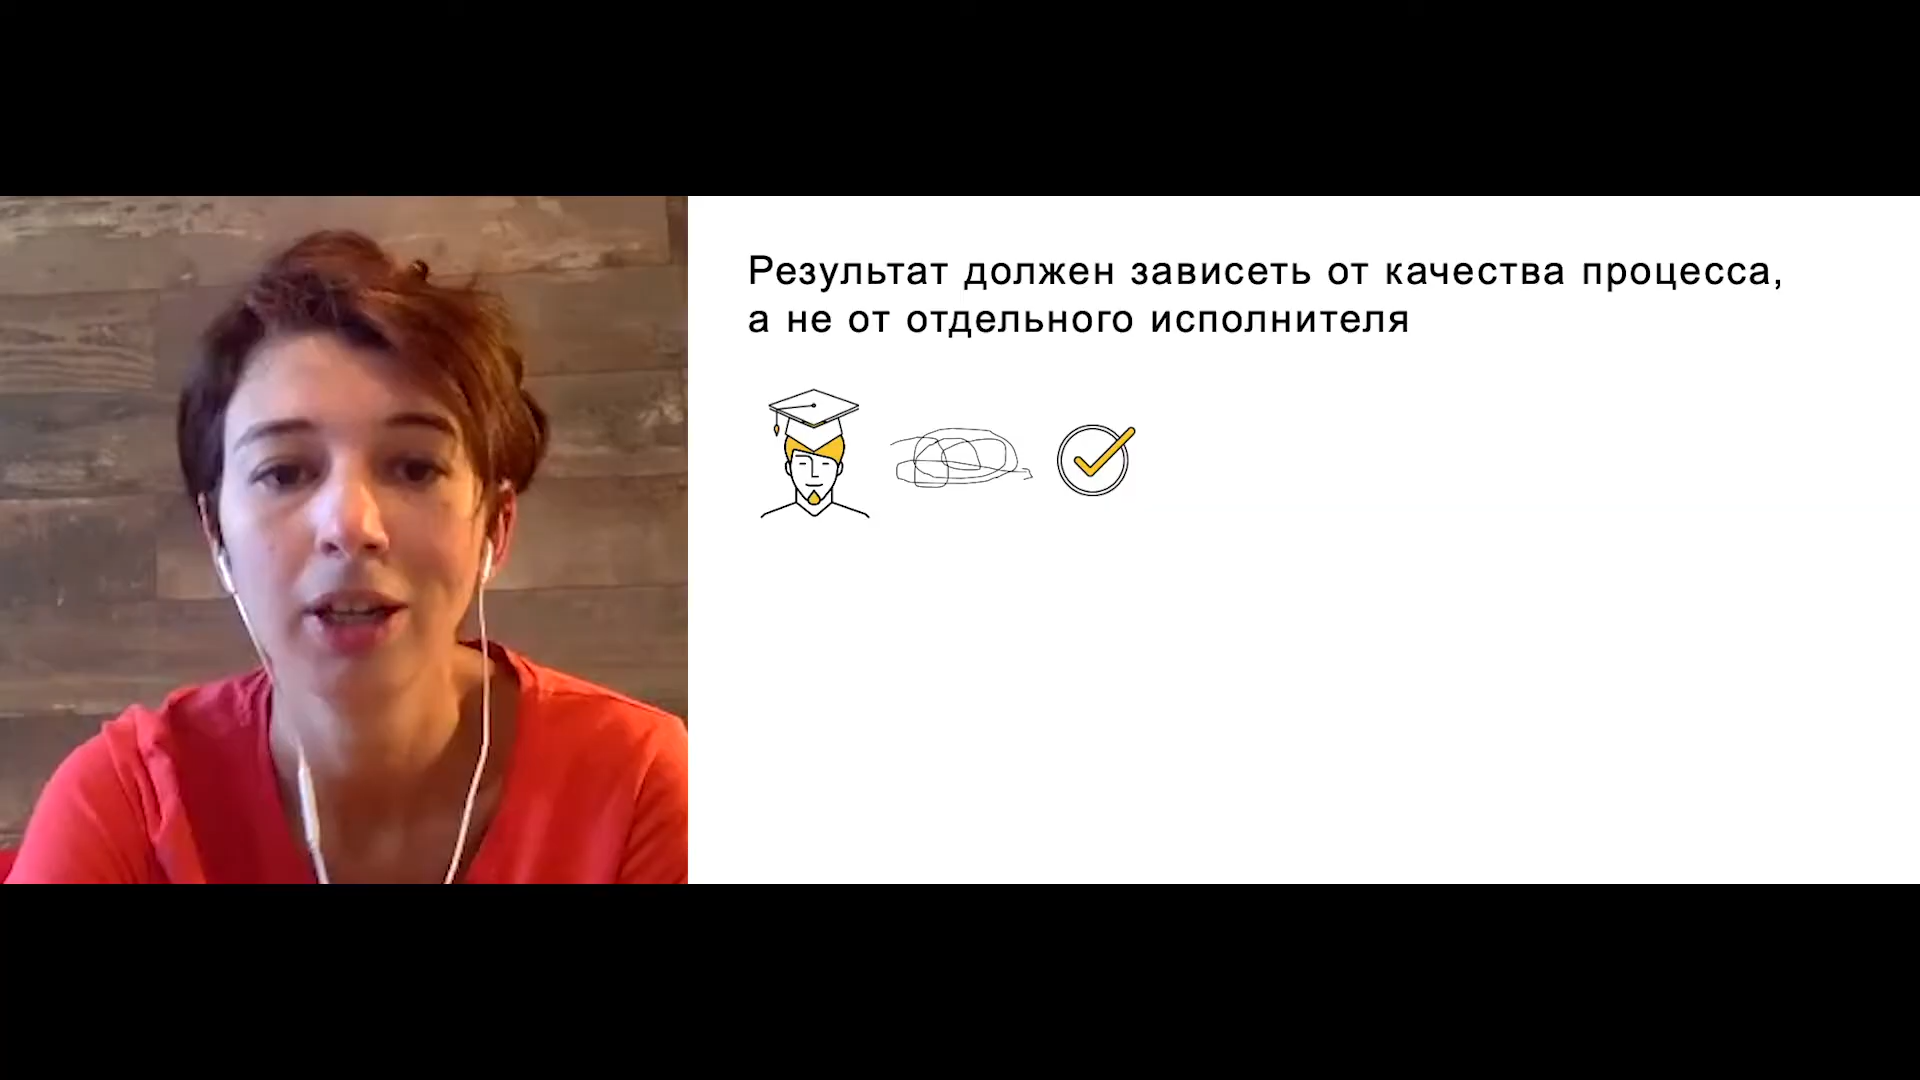 Результат должен зависеть от качества процесса,
а не от отдельного исполнителя